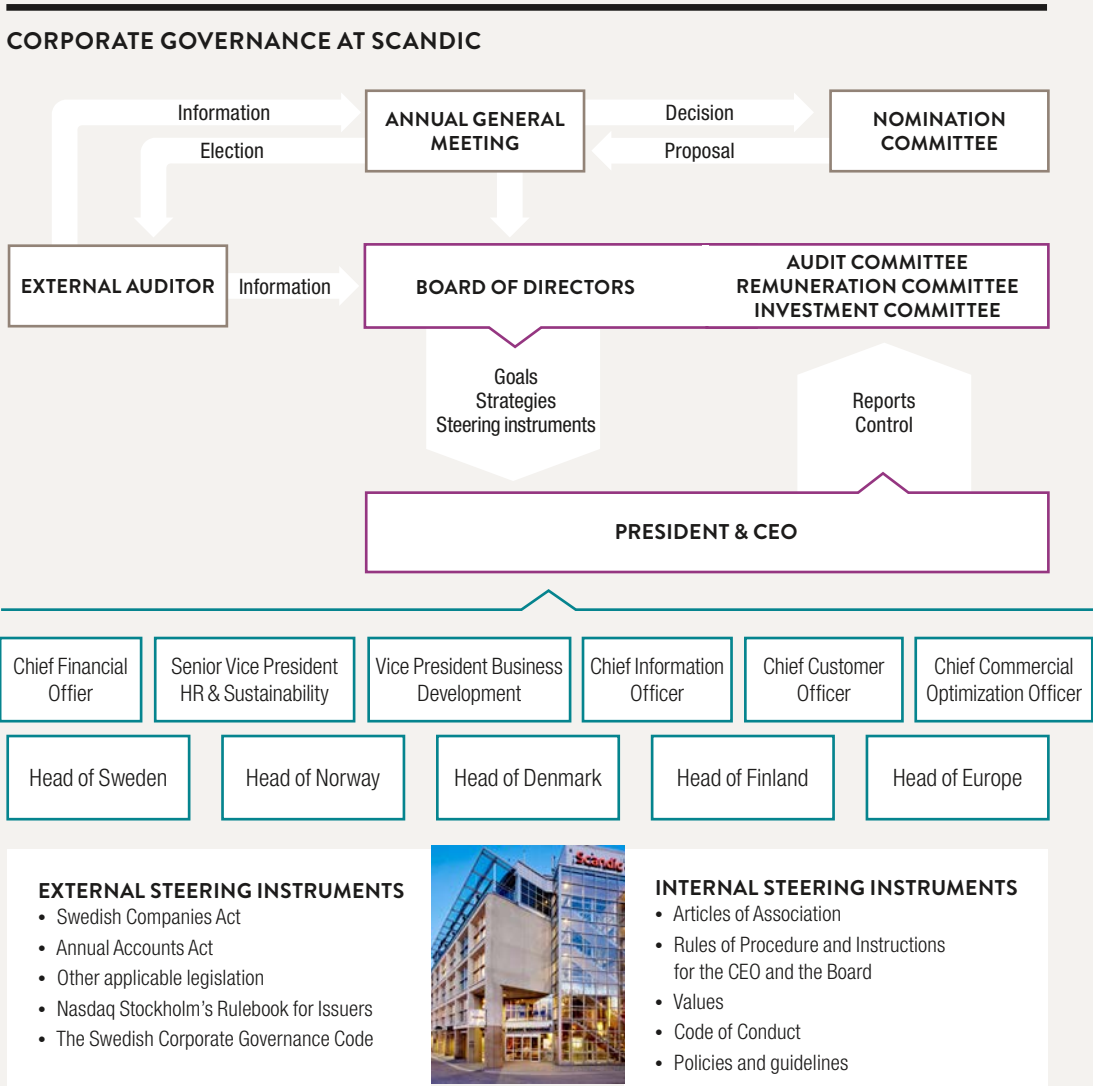 CORPORATE GOVERNANCE AT SCANDIC
Information
Election
ANNUAL GENERAL
MEETING
Decision
Proposal
NOMINATION
COMMITTEE
EXTERNAL AUDITOR
Information
BOARD OF DIRECTORS
AUDIT COMMITTEE
REMUNERATION COMMITTEE
INVESTMENT COMMITTEE
Goals
Strategies
Steering instruments
Reports
Control
PRESIDENT & CEO
Chief Financial
Offier
Senior Vice President
HR & Sustainability
Vice President Business
Development
Chief Information
Officer
Chief Customer
Officer
Chief Commercial
Optimization Officer
Head of Sweden
Head of Norway
Head of Denmark
Head of Finland
Head of Europe
EXTERNAL STEERING INSTRUMENTS
• Swedish Companies Act
• Annual Accounts Act
• Other applicable legislation
• Nasdaq Stockholm's Rulebook for Issuers
• The Swedish Corporate Governance Code
Scandic
INTERNAL STEERING INSTRUMENTS
• Articles of Association
• Rules of Procedure and Instructions
for the CEO and the Board
• Values
• Code of Conduct
• Policies and guidelines